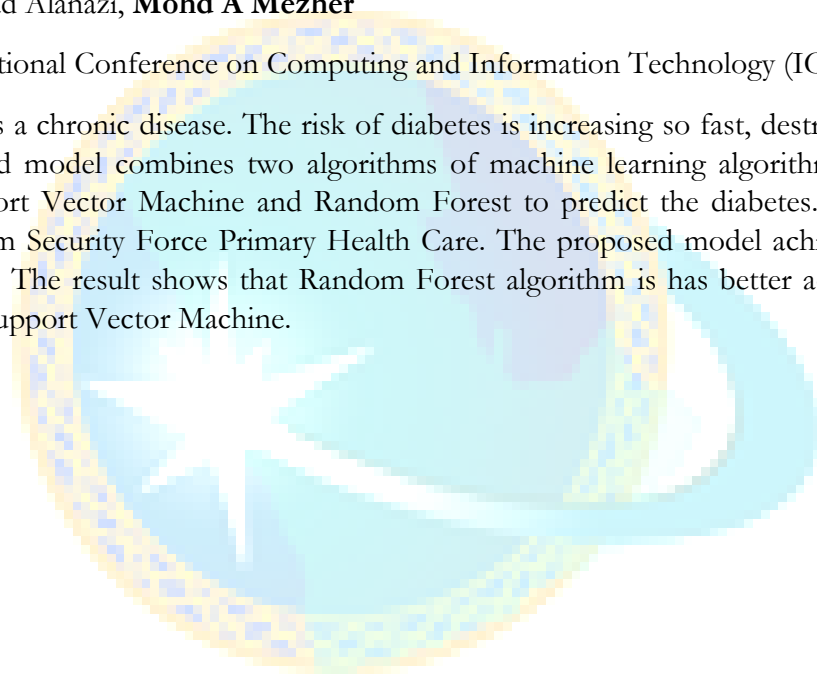 d Alanazi, Mohd A Mezher
tional Conference on Computing and Information Technology (IC
s a chronic disease. The risk of diabetes is increasing so fast, destr
d model combines two algorithms of machine learning algorithm
ort Vector Machine and Random Forest to predict the diabetes.
m Security Force Primary Health Care. The proposed model achi
The result shows that Random Forest algorithm is has better a
upport Vector Machine.